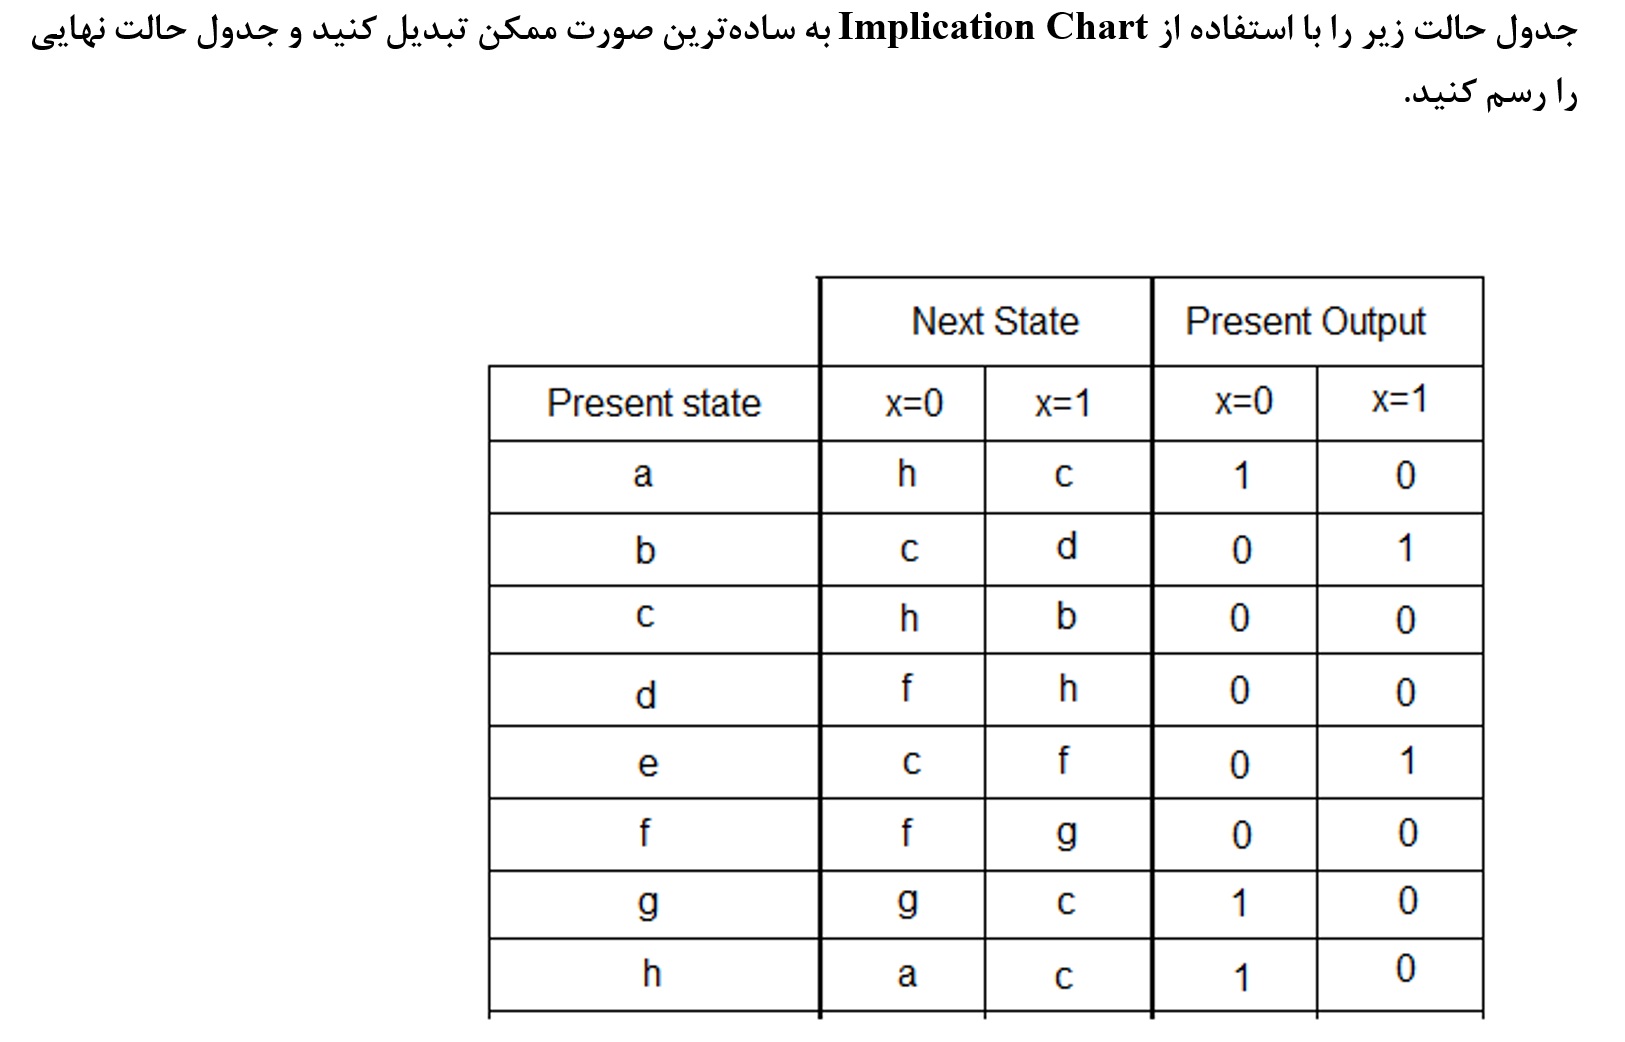 جدول حالت زیر را با استفاده از Implication Chart به ساده‌ترین صورت ممکن تبدیل کنید و جدول حالت نهایی
را رسم کنید.
Next State Present Output
Present state x=0 x=1 x=0 x=1
a h c 1 0
b c d 0 1
c h b 0 0
d f h 0 0
e c f 0 1
f f g 0 0
g g c 1 0
h a c 1 0